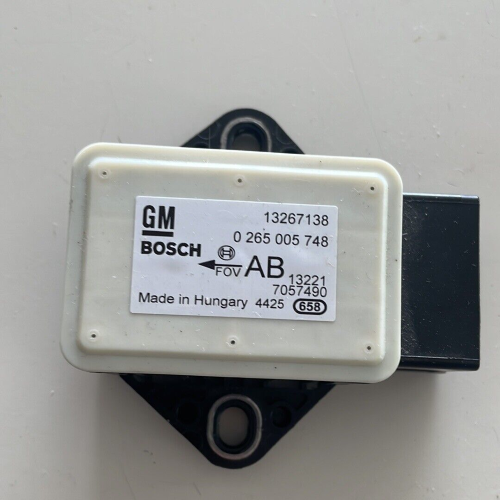 GM 13267138
BOSCH 0 265 005 748
FOV AB 13221
7057490
Made in Hungary 4425 658